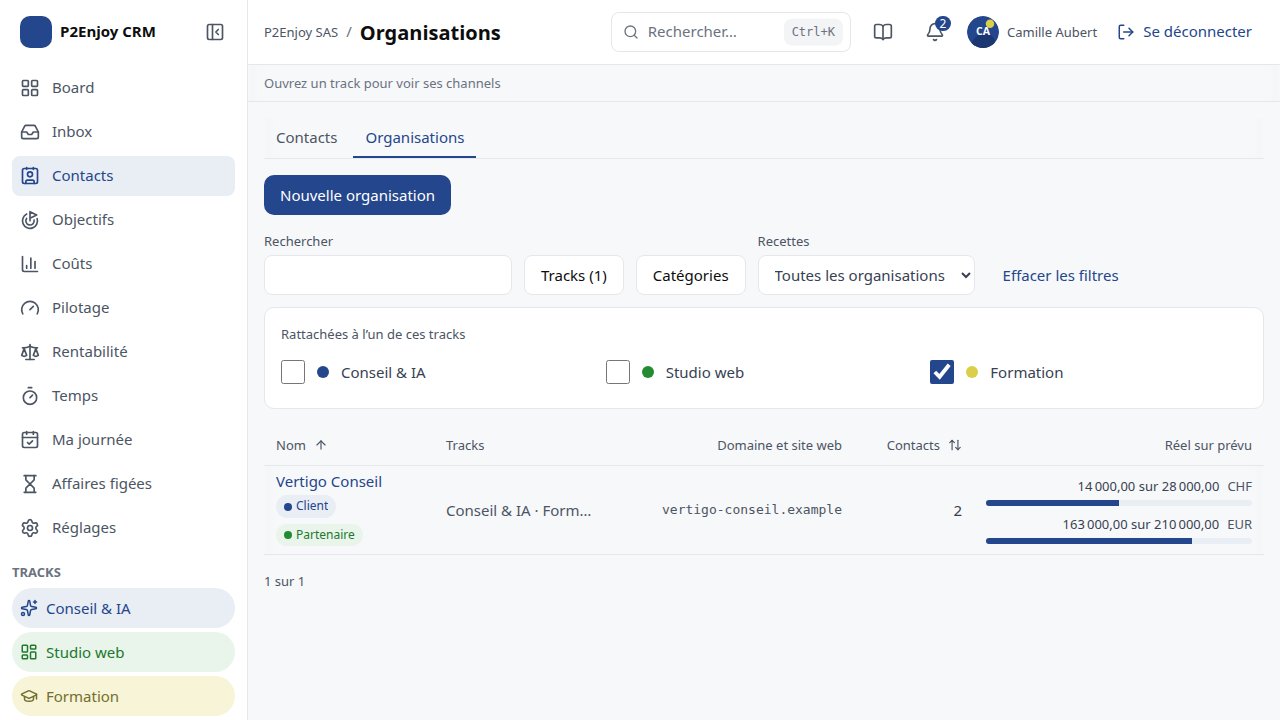 P2Enjoy CRM
Board
Inbox
Contacts
Objectifs
Coûts
Pilotage
Rentabilité
Temps
Ma journée
Affaires figées
Réglages
TRACKS
Conseil & IA
Studio web
Formation
P2Enjoy SAS / Organisations
Rechercher... Ctrl+K
2
CA Camille Aubert
Se déconnecter
Ouvrez un track pour voir ses channels
Contacts Organisations
Nouvelle organisation
Rechercher
Tracks (1)
Catégories
Recettes
Toutes les organisations
Effacer les filtres
Rattachées à l'un de ces tracks
Conseil & IA
Studio web
Formation
Nom Tracks Domaine et site web Contacts Réel sur prévu
Vertigo Conseil
Client
Partenaire
Conseil & IA · Form...
vertigo-conseil.example
2
14 000,00 sur 28 000,00 CHF
163 000,00 sur 210 000,00 EUR
1 sur 1